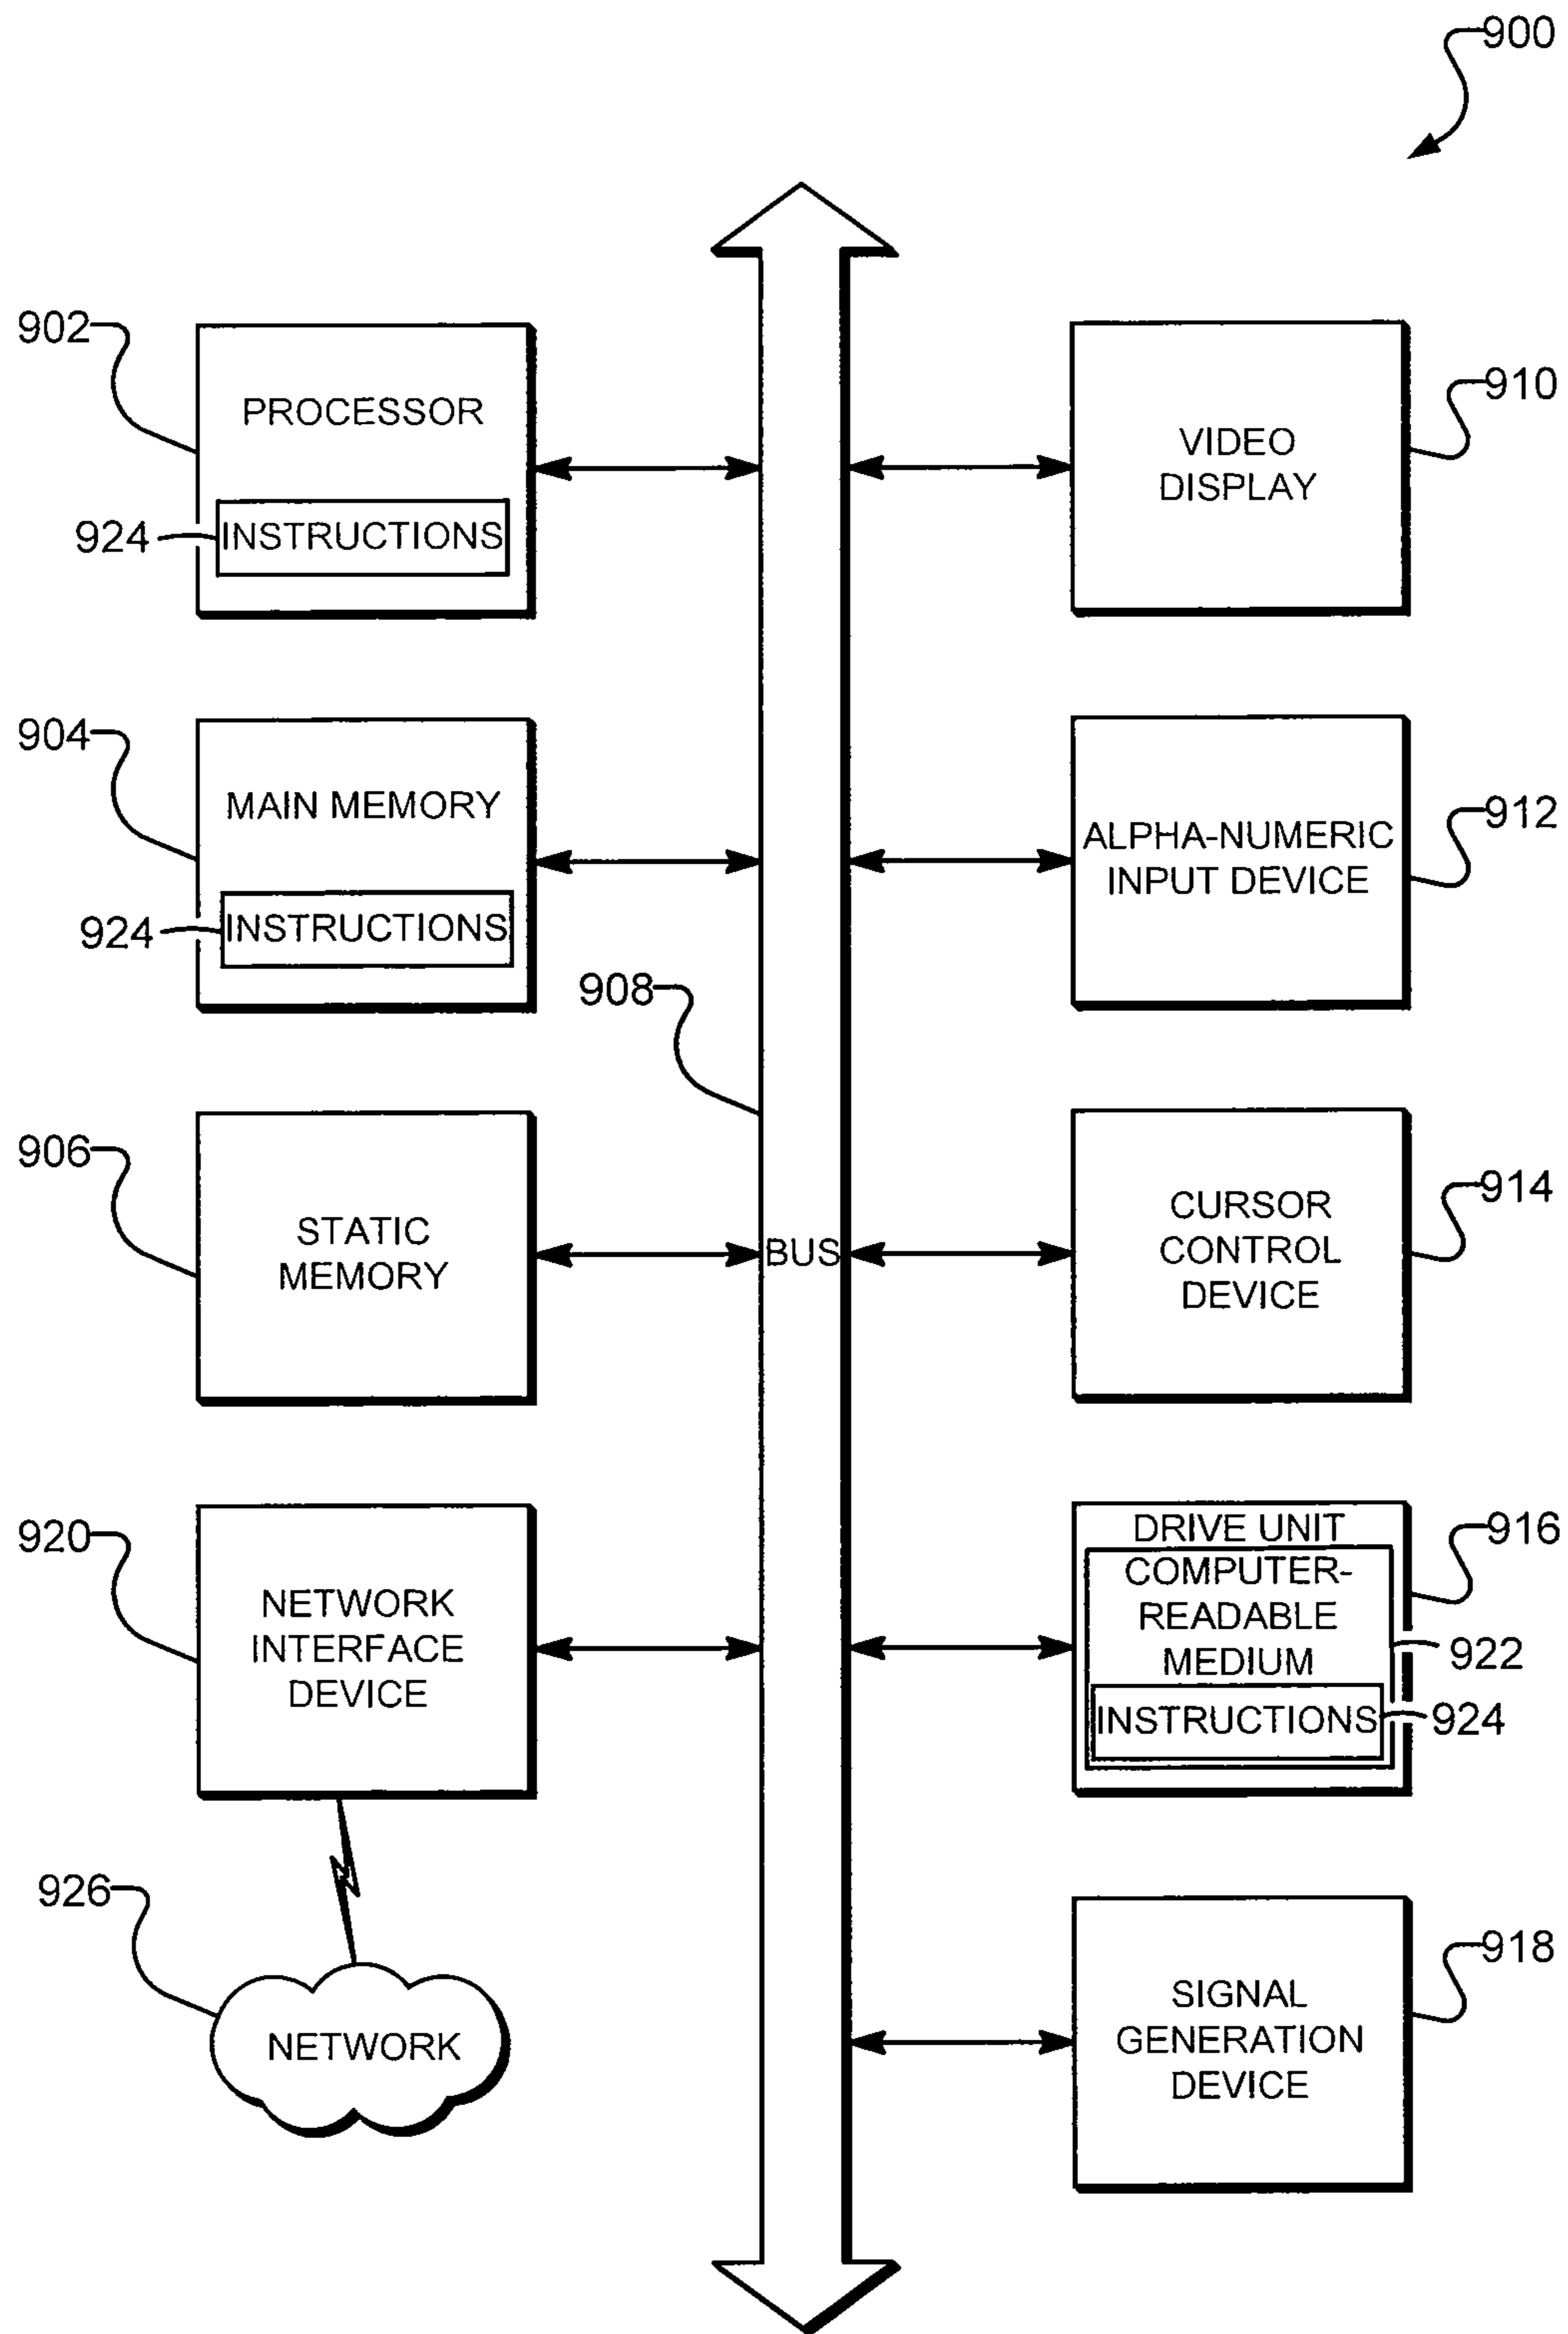 900
902
PROCESSOR
924
INSTRUCTIONS
904
MAIN MEMORY
924
INSTRUCTIONS
908
906
STATIC
MEMORY
BUS
920
NETWORK
INTERFACE
DEVICE
926
NETWORK
910
VIDEO
DISPLAY
912
ALPHA-NUMERIC
INPUT DEVICE
914
CURSOR
CONTROL
DEVICE
916
DRIVE UNIT
COMPUTER-
READABLE
MEDIUM
922
INSTRUCTIONS
924
918
SIGNAL
GENERATION
DEVICE